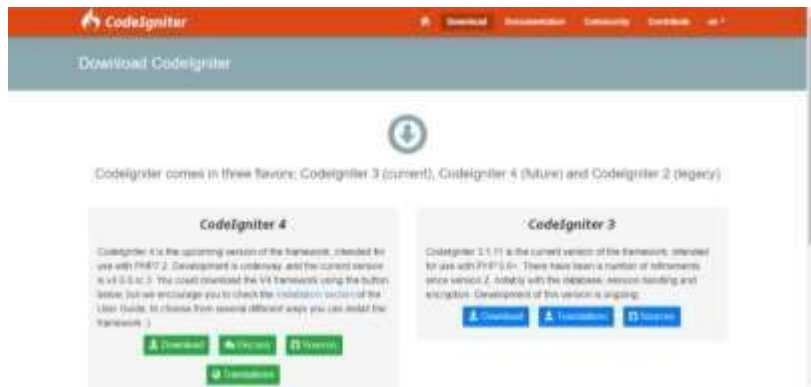 CodeIgniter
Download Documentation Community Contribute
Download CodeIgniter
CodeIgniter comes in three flavors; CodeIgniter 3 (current), CodeIgniter 4 (future) and CodeIgniter 2 (legacy)
CodeIgniter 4
CodeIgniter 4 is the upcoming version of the framework, intended for
use with PHP7.2. Development is underway, and the current version
is You could download the V4 framework using the button
below, but we encourage you to check the Installation section of the
User Guide, to choose from several different ways you can install the
framework :)
Download Discuss Sources
Translations
CodeIgniter 3
CodeIgniter 3.1.11 is the current version of the framework, intended
for use with PHP 5.6+. There have been a number of refinements
since version 2, notably with the database, session handling and
encryption. Development of this version is ongoing.
Download Translations Sources